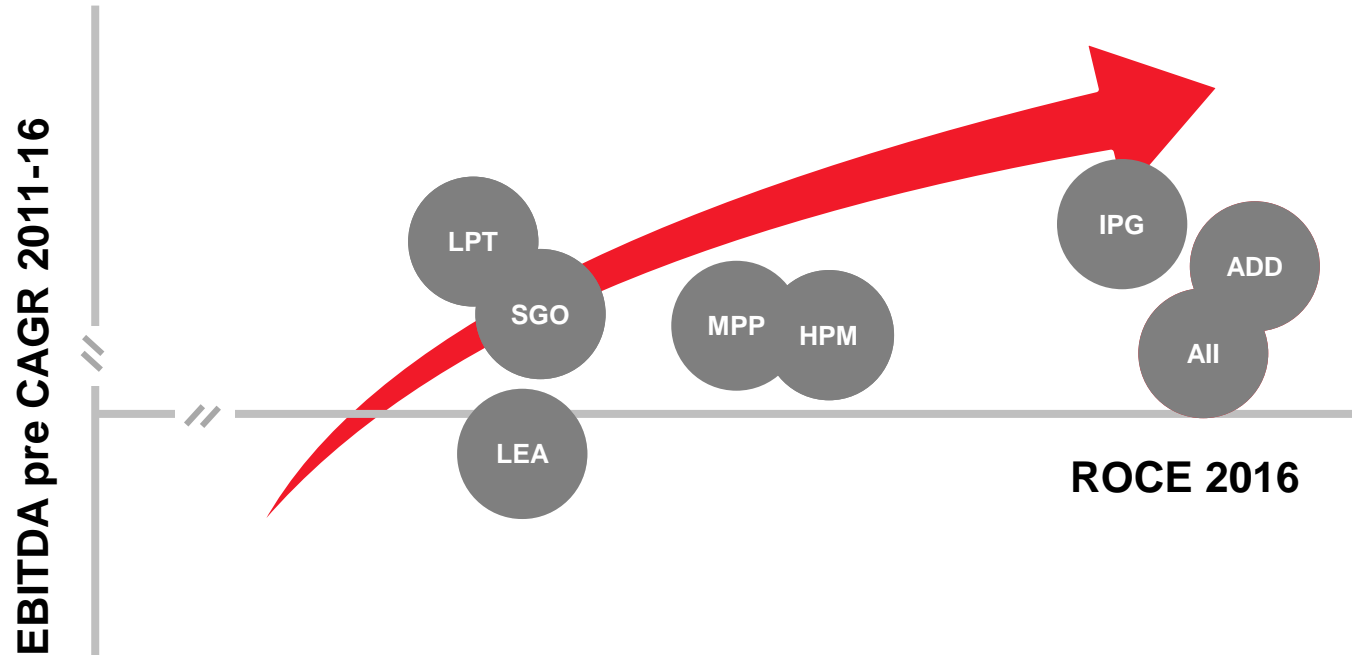 EBITDA pre CAGR 2011-16
LPT
IPG
ADD
SGO
MPP
HPM
AII
LEA
ROCE 2016